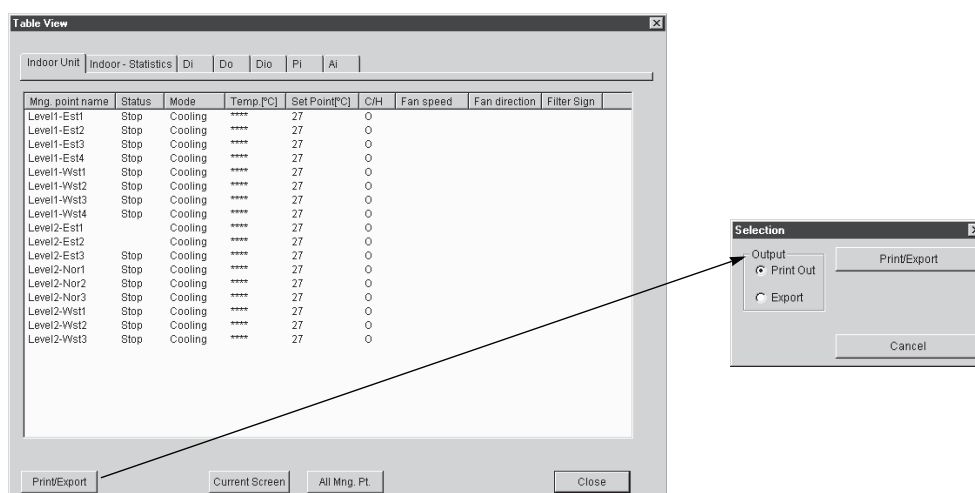 Table View
Indoor Unit Indoor - Statistics Di Do Dio Pi Ai
Mng. point name Status Mode Temp.[°C] Set Point[°C] C/H Fan speed Fan direction Filter Sign
Level1-Est1 Stop Cooling **** 27 O
Level1-Est2 Stop Cooling **** 27 O
Level1-Est3 Stop Cooling **** 27 O
Level1-Est4 Stop Cooling **** 27 O
Level1-Wst1 Stop Cooling **** 27 O
Level1-Wst2 Stop Cooling **** 27 O
Level1-Wst3 Stop Cooling **** 27 O
Level1-Wst4 Stop Cooling **** 27 O
Level2-Est1 Cooling **** 27 O
Level2-Est2 Cooling **** 27 O
Level2-Est3 Stop Cooling **** 27 O
Level2-Nor1 Stop Cooling **** 27 O
Level2-Nor2 Stop Cooling **** 27 O
Level2-Nor3 Stop Cooling **** 27 O
Level2-Wst1 Stop Cooling **** 27 O
Level2-Wst2 Stop Cooling **** 27 O
Level2-Wst3 Stop Cooling **** 27 O
Print/Export Current Screen All Mng. Pt. Close
Selection
Output
Print Out
Export
Print/Export
Cancel